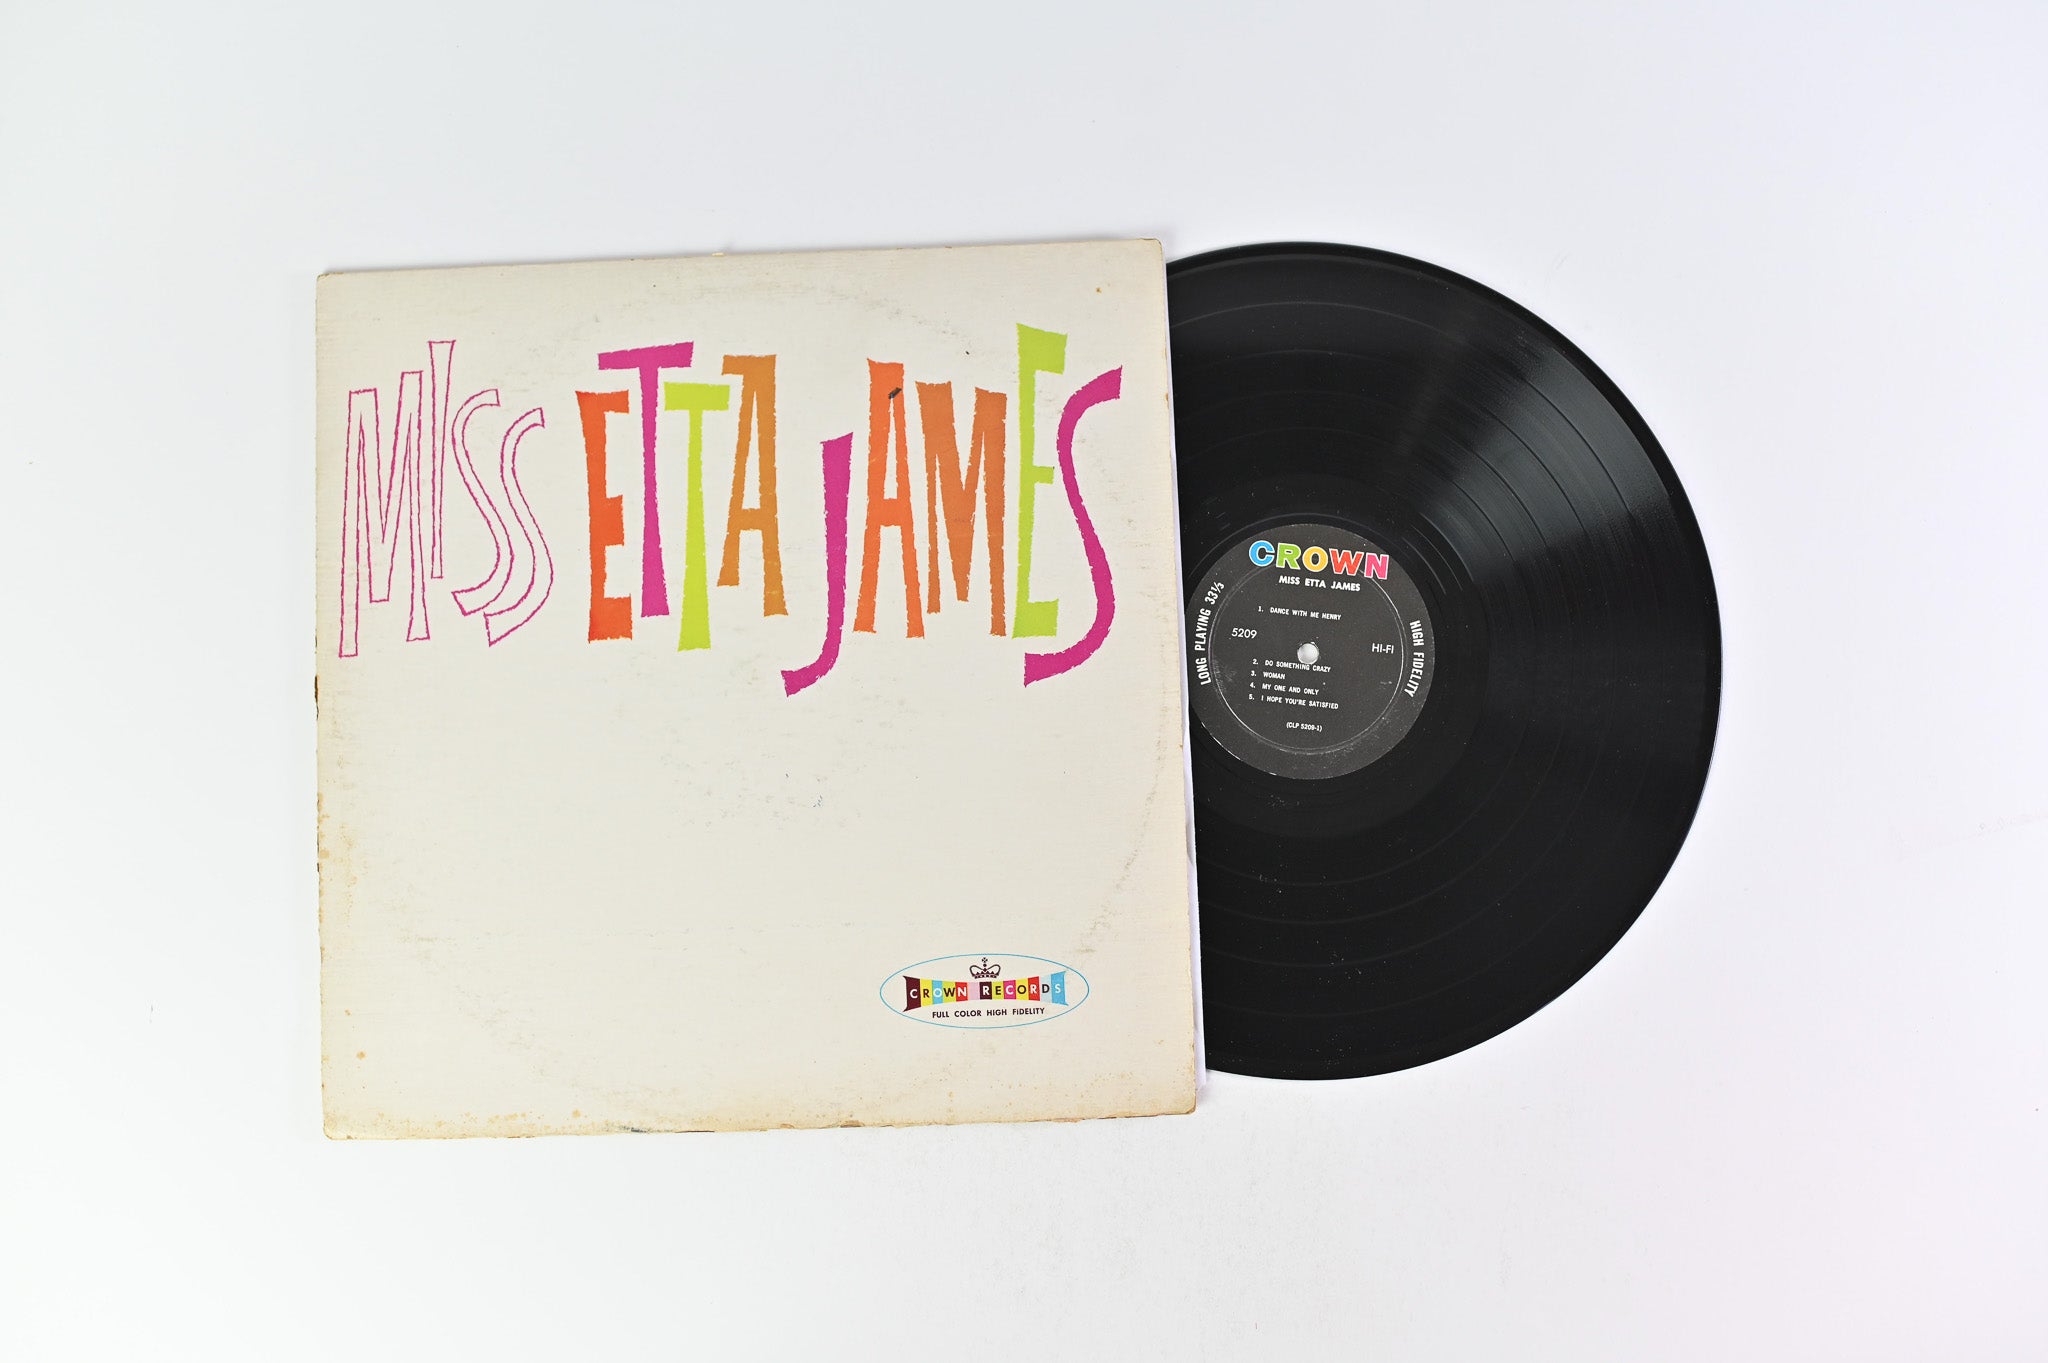 MISS ETTA JAMES
CROWN RECORDS
FULL COLOR HIGH FIDELITY
CROWN
MISS ETTA JAMES
LONG PLAYING 33⅓
HIGH FIDELITY
1. DANCE WITH ME HENRY
5209
HI-FI
2. DO SOMETHING CRAZY
3. WOMAN
4. MY ONE AND ONLY
5. I HOPE YOU'RE SATISFIED
(CLP 5209-1)